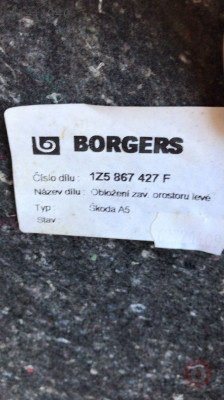 BORGERS
Číslo dílu : 1Z5 867 427 F
Název dílu : Obložení zav. prostoru levé
Typ : Škoda A5
Stav